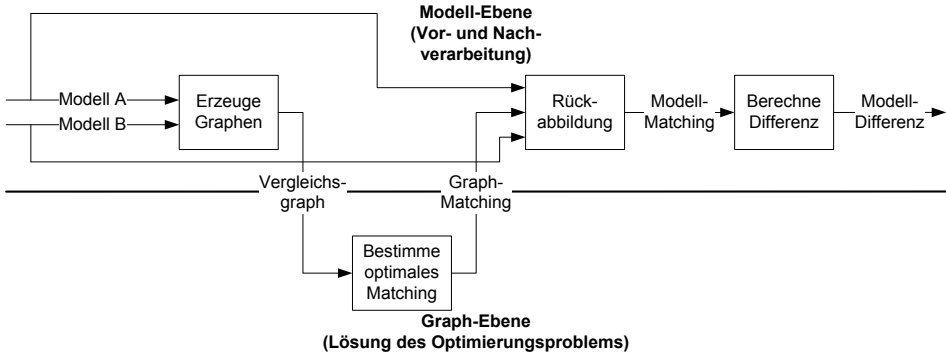 Modell-Ebene
(Vor- und Nach-
verarbeitung)
Modell A
Modell B
Erzeuge
Graphen
Rück-
abbildung
Modell-
Matching
Berechne
Differenz
Modell-
Differenz
Vergleichs-
graph
Graph-
Matching
Bestimme
optimales
Matching
Graph-Ebene
(Lösung des Optimierungsproblems)